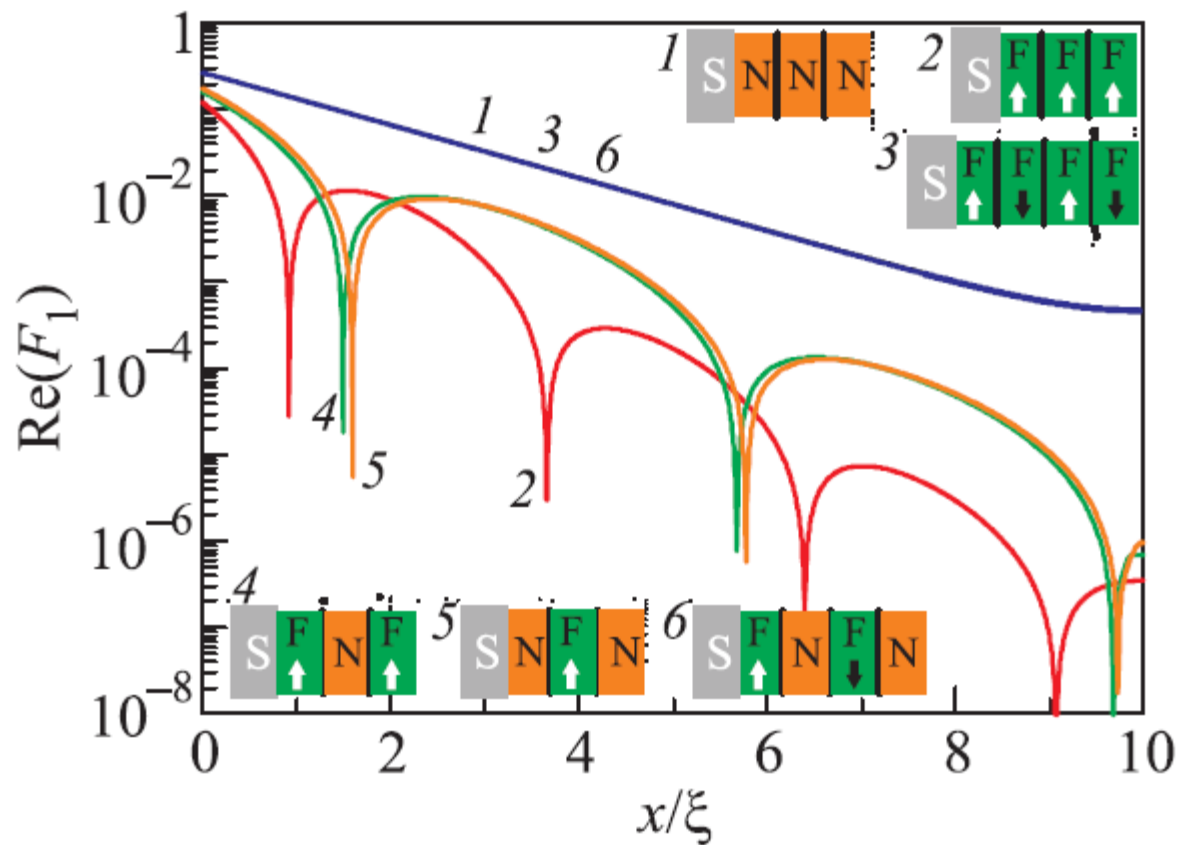 1
10−2
10−4
10−6
10−8
Re(F1)
0 2 4 6 8 10
x/ξ
1 3 6
4
5
2
1 S N N N
2 S F F F
3 S F F F F
4 S F N F
5 S N F N
6 S F N F N